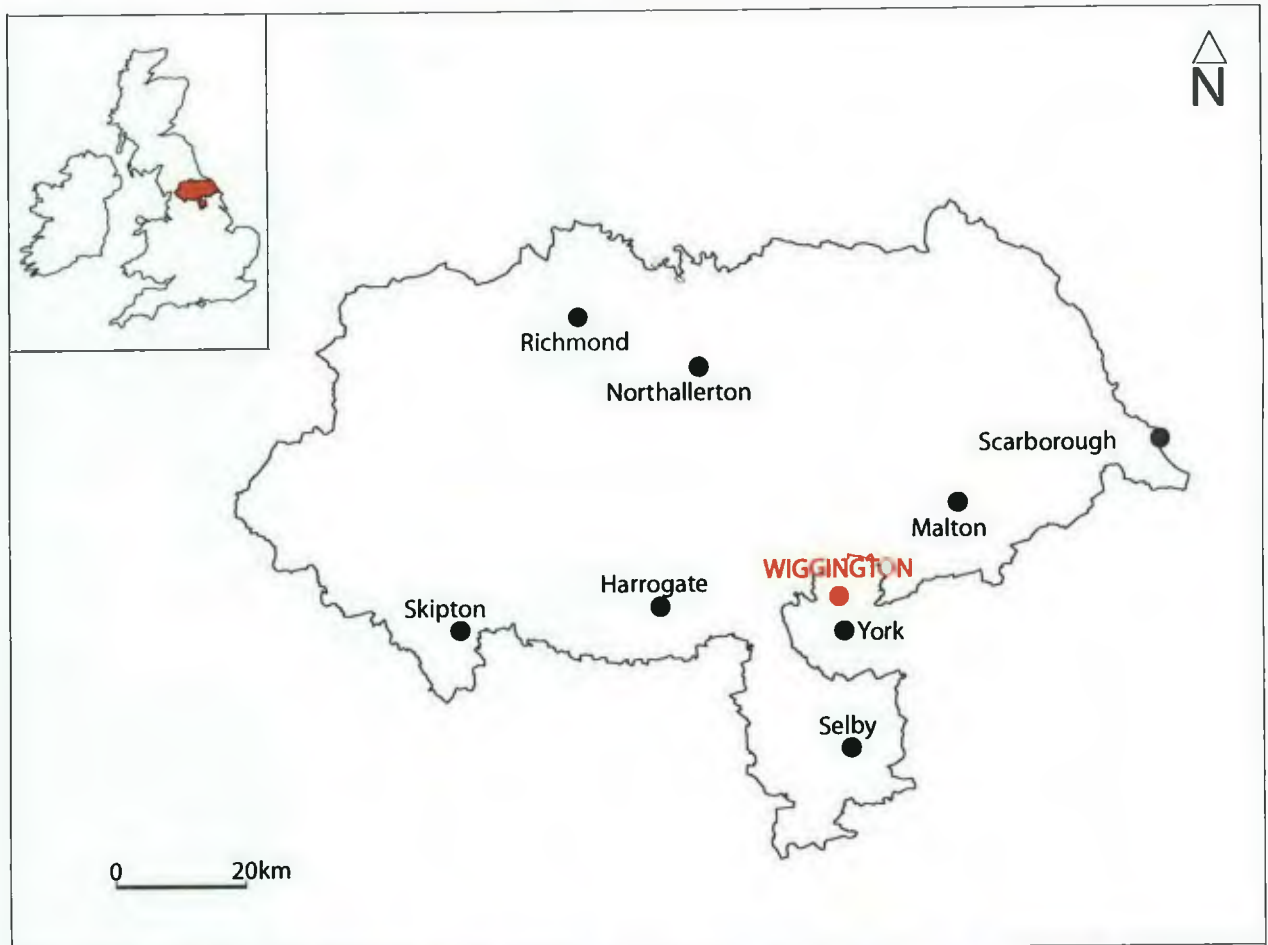 N
Richmond
Northallerton
Scarborough
Malton
WIGGINGTON
Harrogate
Skipton
York
Selby
0 20km